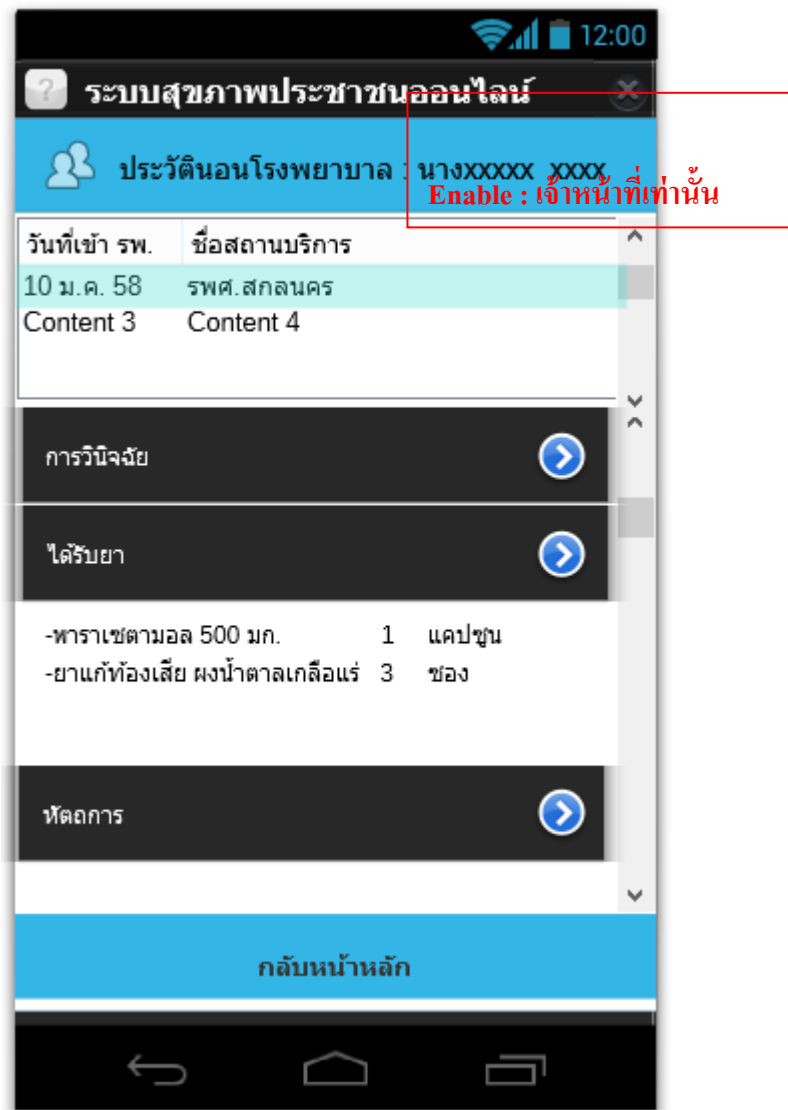 12:00
ระบบสุขภาพประชาชนออนไลน์
ประวัตินอนโรงพยาบาล : นางxxxxx xxxx
Enable : เจ้าหน้าที่เท่านั้น
วันที่เข้า รพ. ชื่อสถานบริการ
10 ม.ค. 58 รพศ.สกลนคร
Content 3 Content 4
การวินิจฉัย
ได้รับยา
-พาราเซตามอล 500 มก. 1 แคปซูน
-ยาแก้ท้องเสีย ผงน้ำตาลเกลือแร่ 3 ซอง
หัตถการ
กลับหน้าหลัก